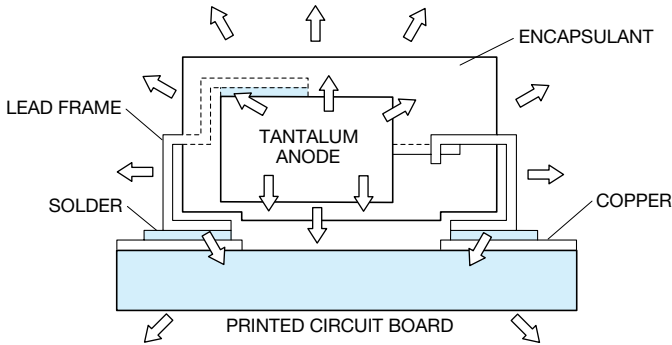 ENCAPSULANT
LEAD FRAME
TANTALUM
ANODE
SOLDER
COPPER
PRINTED CIRCUIT BOARD